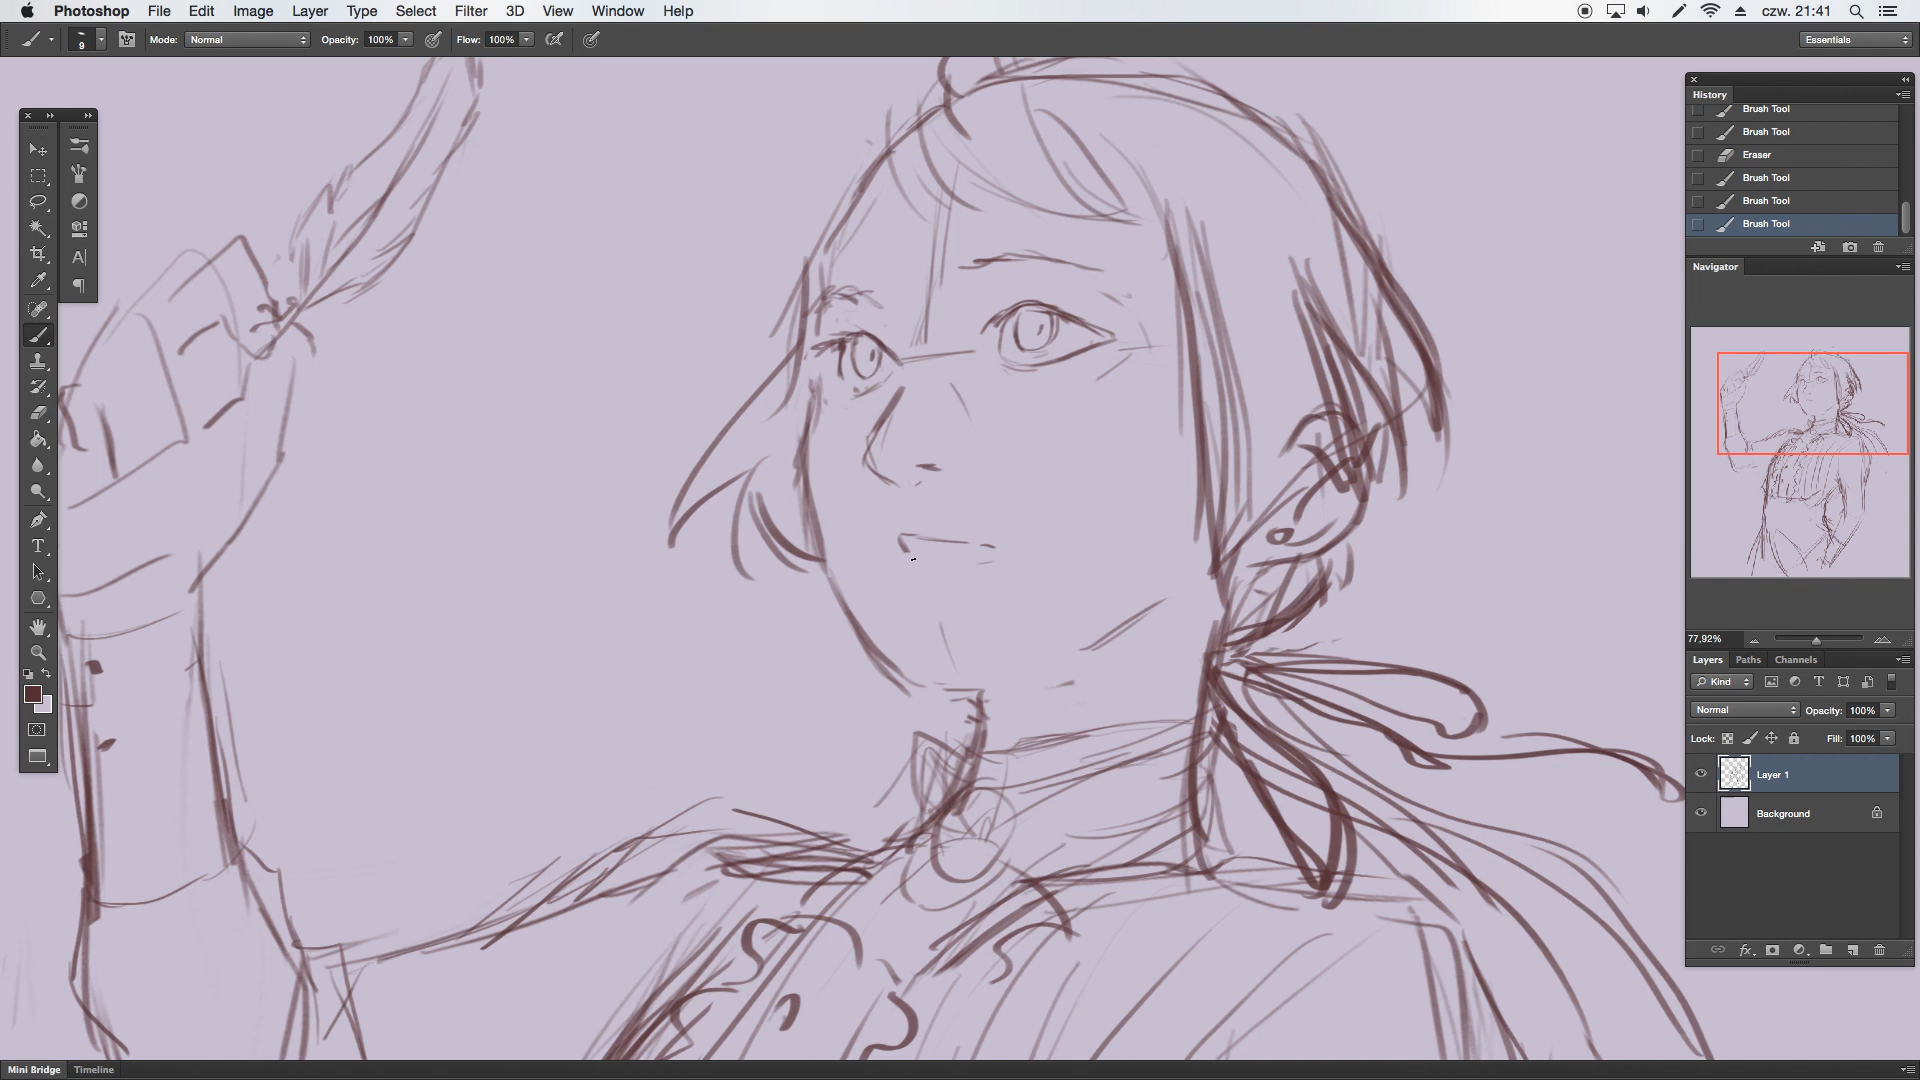 Photoshop File Edit Image Layer Type Select Filter 3D View Window Help czw. 21:41
9 Mode: Normal Opacity: 100% Flow: 100% Essentials
History
Brush Tool
Brush Tool
Eraser
Brush Tool
Brush Tool
Brush Tool
Navigator
77,92%
Layers Paths Channels
Kind
Normal Opacity: 100%
Lock: Fill: 100%
Layer 1
Background
Mini Bridge Timeline